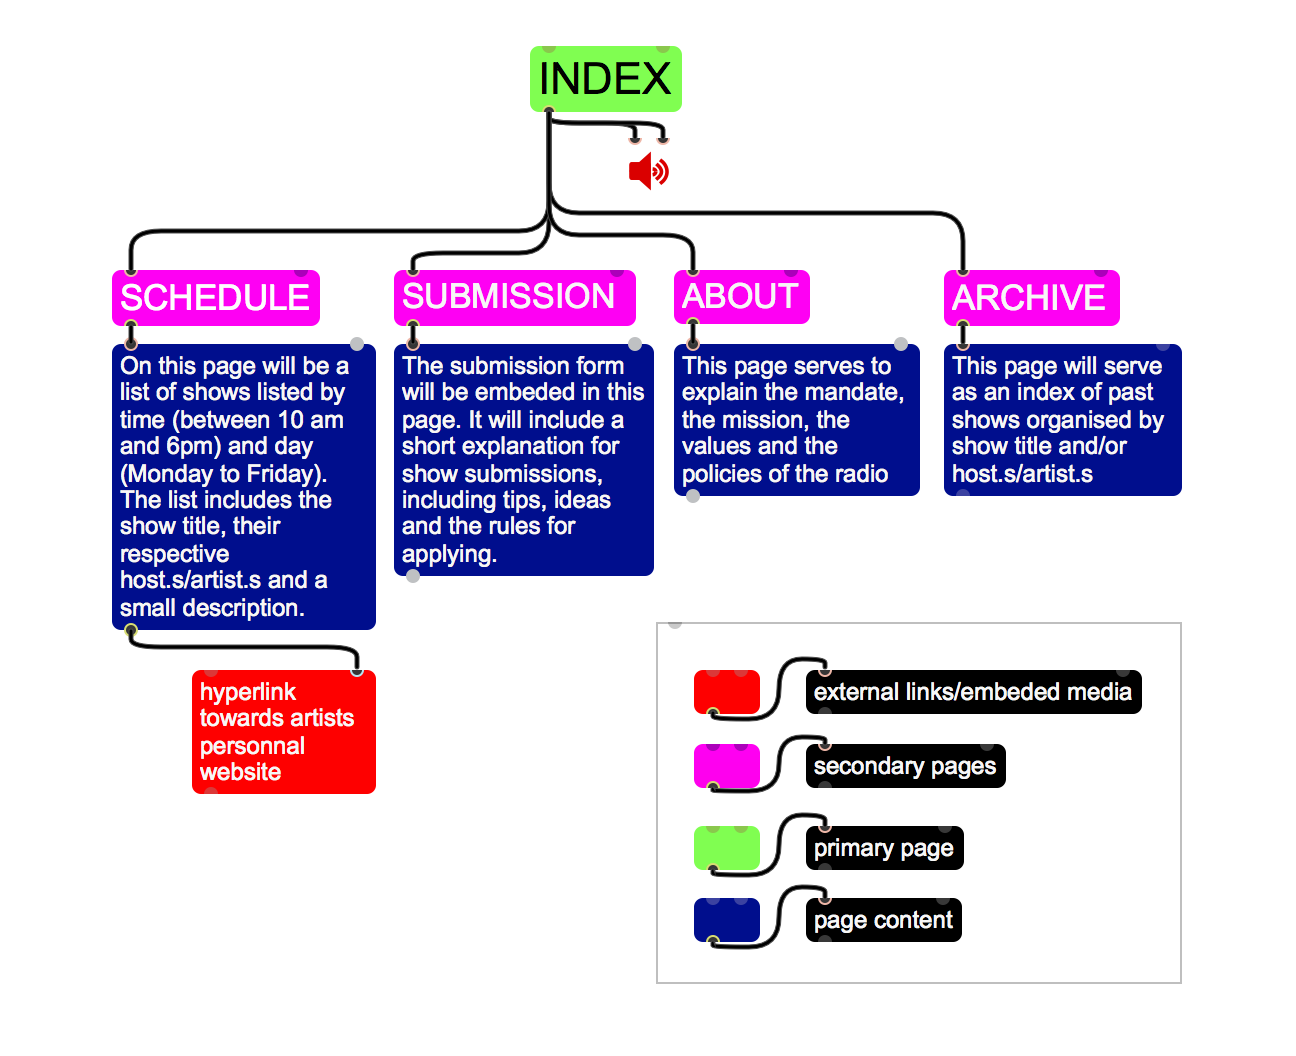 INDEX
SCHEDULE
On this page will be a
list of shows listed by
time (between 10 am
and 6pm) and day
(Monday to Friday).
The list includes the
show title, their
respective
host.s/artist.s and a
small description.
hyperlink
towards artists
personnal
website
SUBMISSION
The submission form
will be embeded in this
page. It will include a
short explanation for
show submissions,
including tips, ideas
and the rules for
applying.
ABOUT
This page serves to
explain the mandate,
the mission, the
values and the
policies of the radio
ARCHIVE
This page will serve
as an index of past
shows organised by
show title and/or
host.s/artist.s
external links/embeded media
secondary pages
primary page
page content